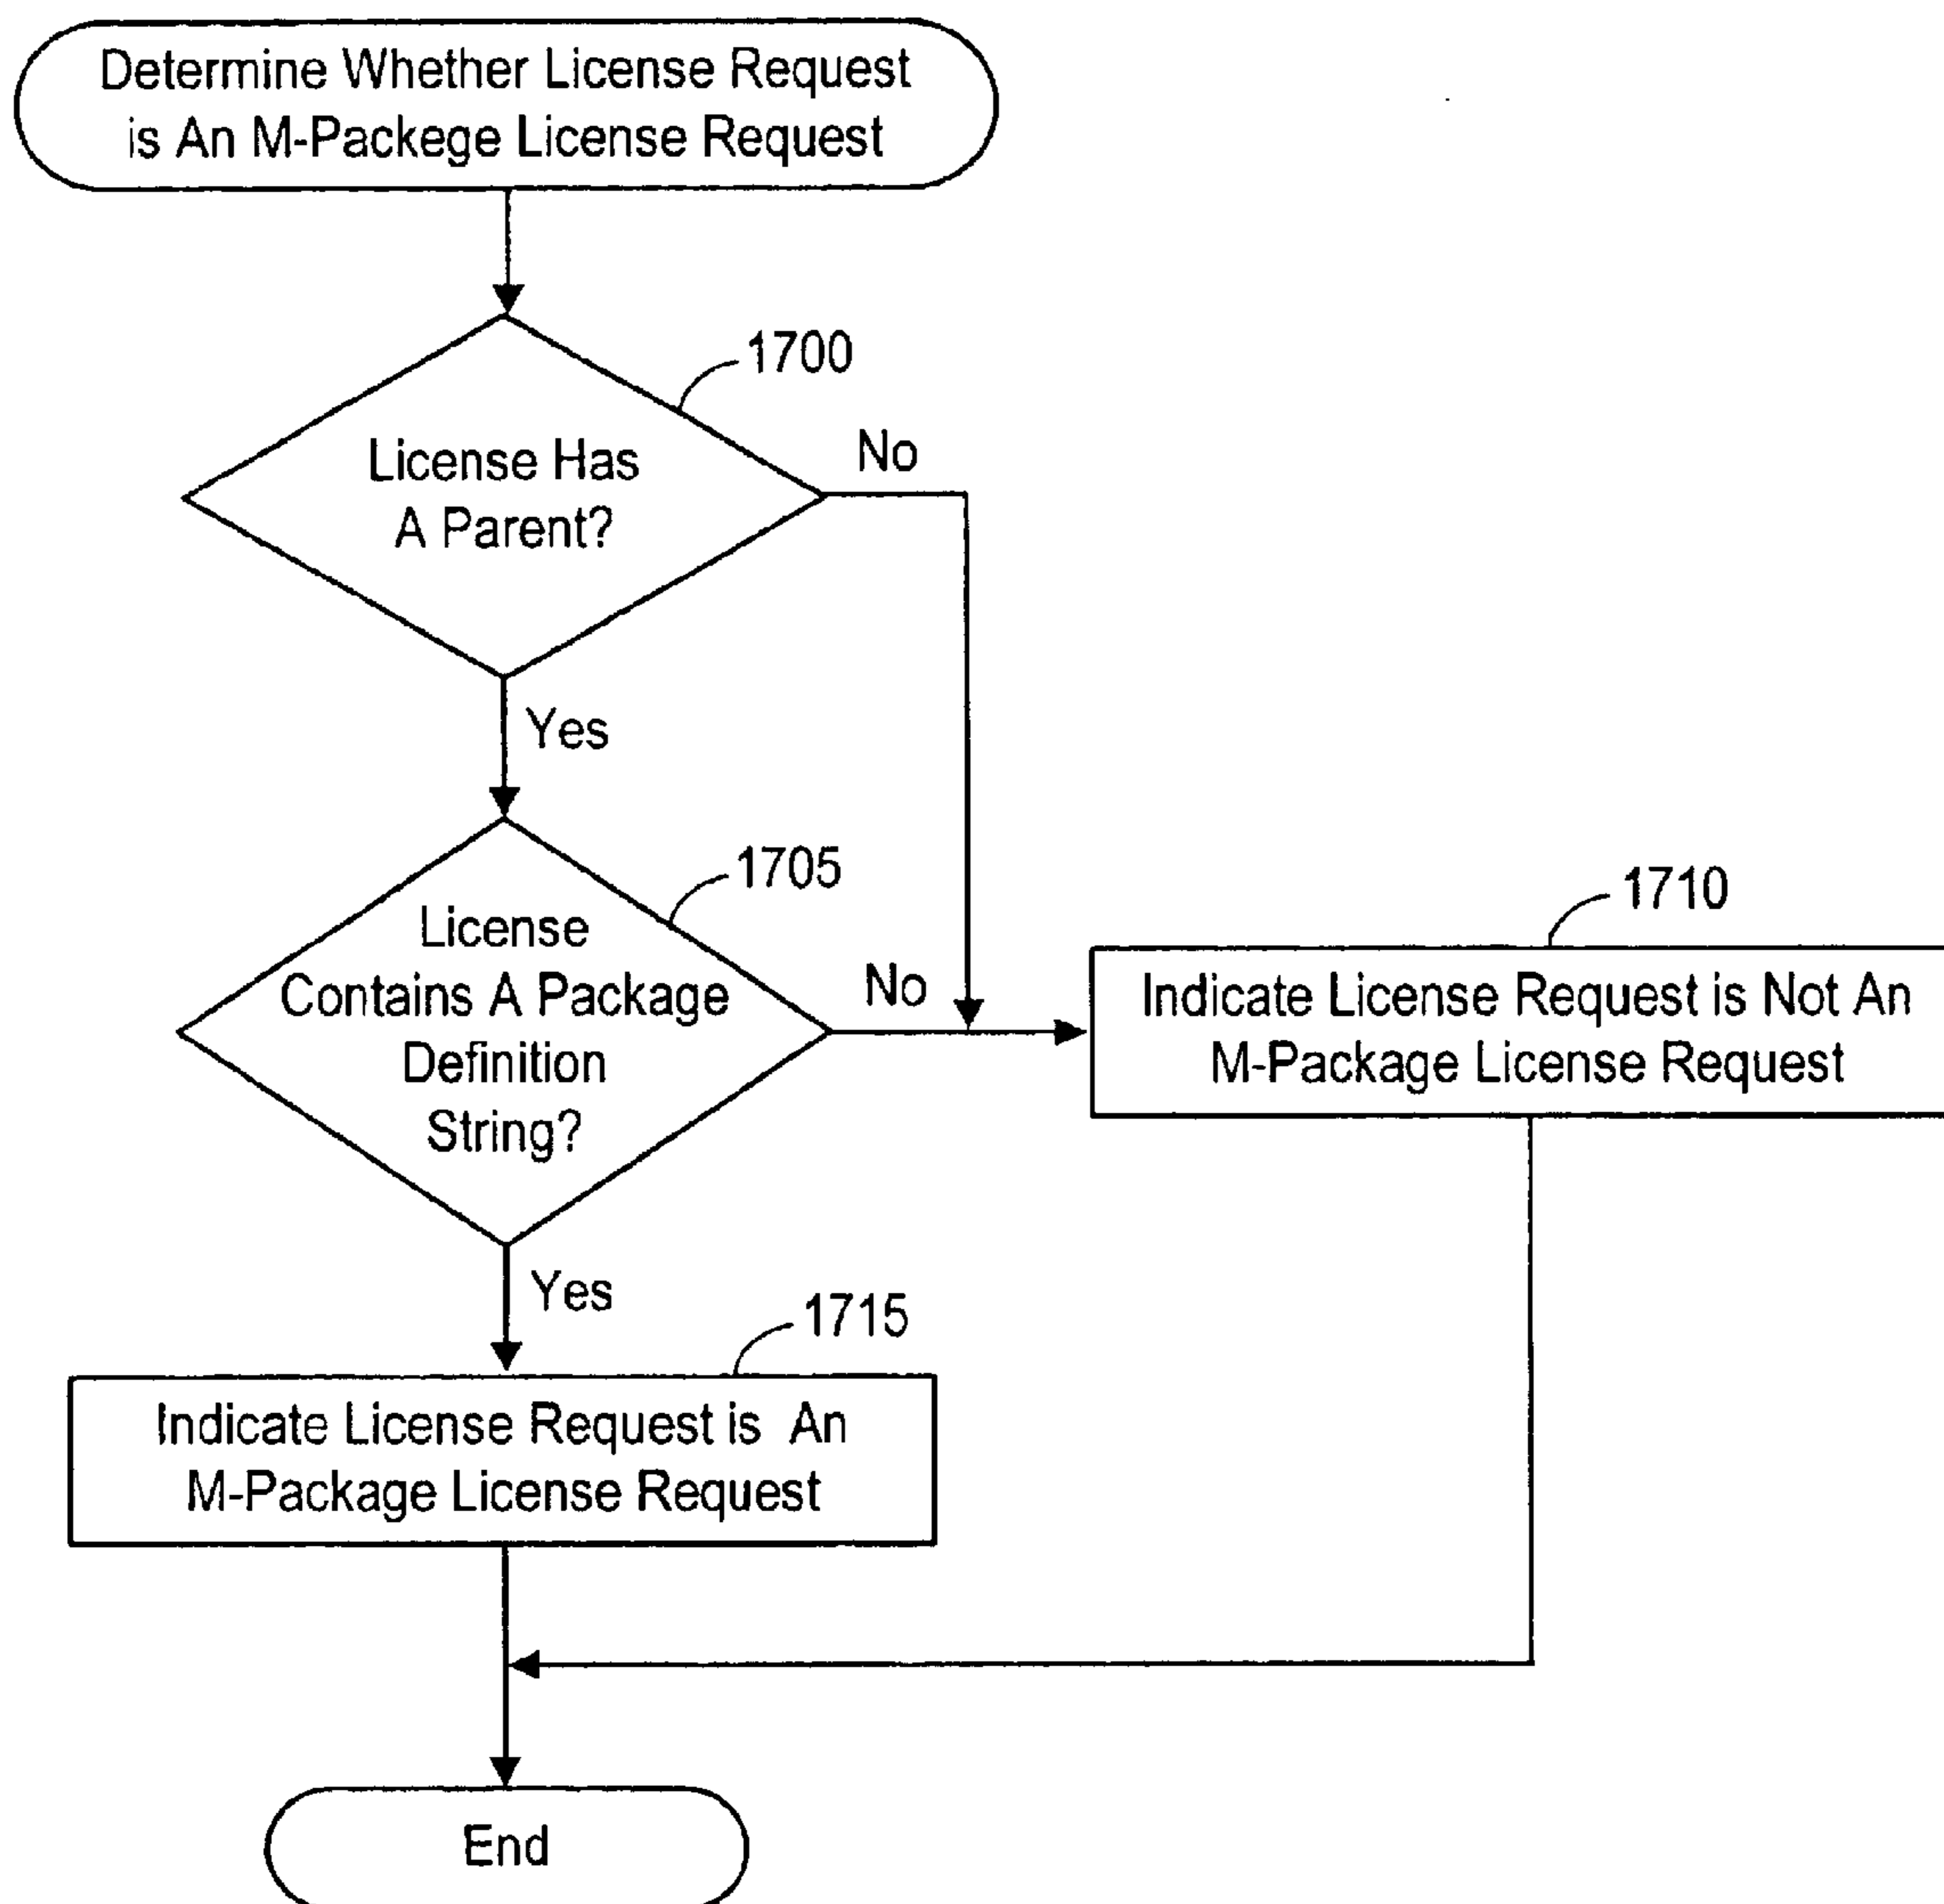 Determine Whether License Request
is An M-Packege License Request
1700
License Has
A Parent?
No
Yes
1705
License
Contains A Package
Definition
String?
No
1710
Indicate License Request is Not An
M-Package License Request
Yes
1715
Indicate License Request is An
M-Package License Request
End